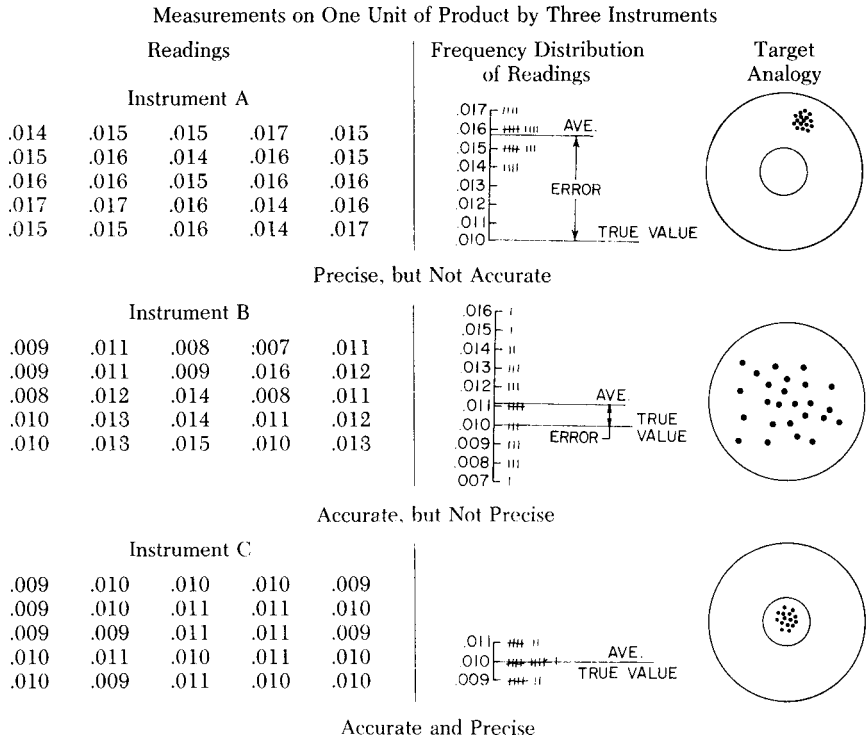 Measurements on One Unit of Product by Three Instruments
Readings
Frequency Distribution
of Readings
Target
Analogy
Instrument A
.014 .015 .015 .017 .015
.015 .016 .014 .016 .015
.016 .016 .015 .016 .016
.017 .017 .016 .014 .016
.015 .015 .016 .014 .017
.017
.016
.015
.014
.013
.012
.011
.010
AVE.
ERROR
TRUE VALUE
Precise, but Not Accurate
Instrument B
.009 .011 .008 .007 .011
.009 .011 .009 .016 .012
.008 .012 .014 .008 .011
.010 .013 .014 .011 .012
.010 .013 .015 .010 .013
.016
.015
.014
.013
.012
.011
.010
.009
.008
.007
AVE.
TRUE
VALUE
ERROR
Accurate, but Not Precise
Instrument C
.009 .010 .010 .010 .009
.009 .010 .011 .011 .010
.009 .009 .011 .011 .009
.010 .011 .010 .011 .010
.010 .009 .011 .010 .010
.011
.010
.009
AVE.
TRUE VALUE
Accurate and Precise